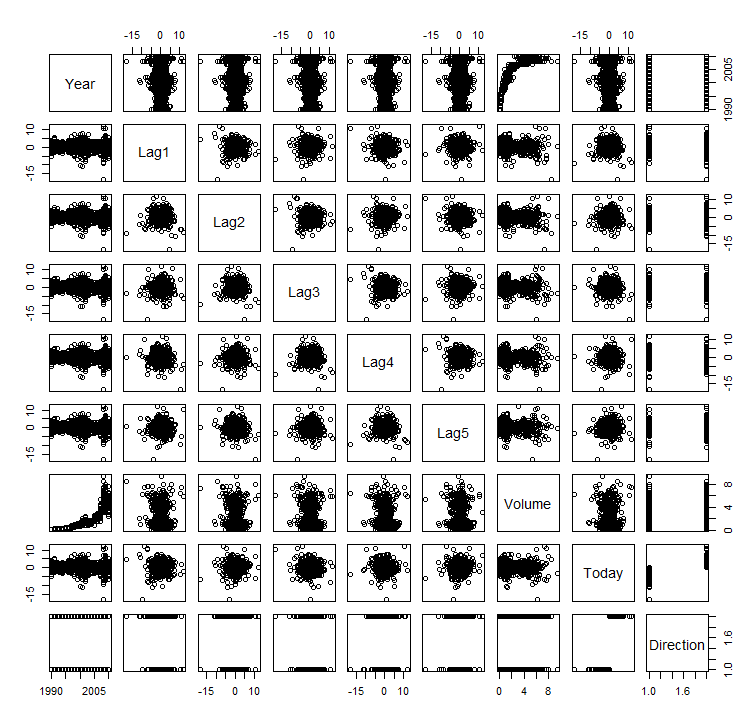 -15 0 10 -15 0 10 -15 0 10 -15 0 10
Year 1990 2005
-15 0 10 Lag1
Lag2 -15 0 10
-15 0 10 Lag3
Lag4 -15 0 10
-15 0 10 Lag5
Volume 0 4 8
-15 0 10 Today
Direction 1.0 1.6
1990 2005 -15 0 10 -15 0 10 0 4 8 1.0 1.6